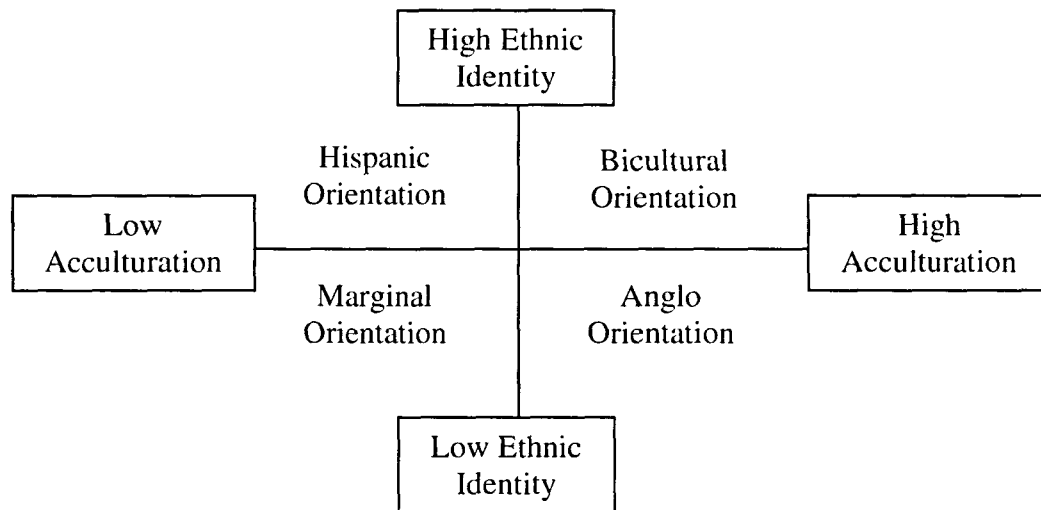 High Ethnic
Identity
Hispanic
Orientation
Bicultural
Orientation
Low
Acculturation
High
Acculturation
Marginal
Orientation
Anglo
Orientation
Low Ethnic
Identity